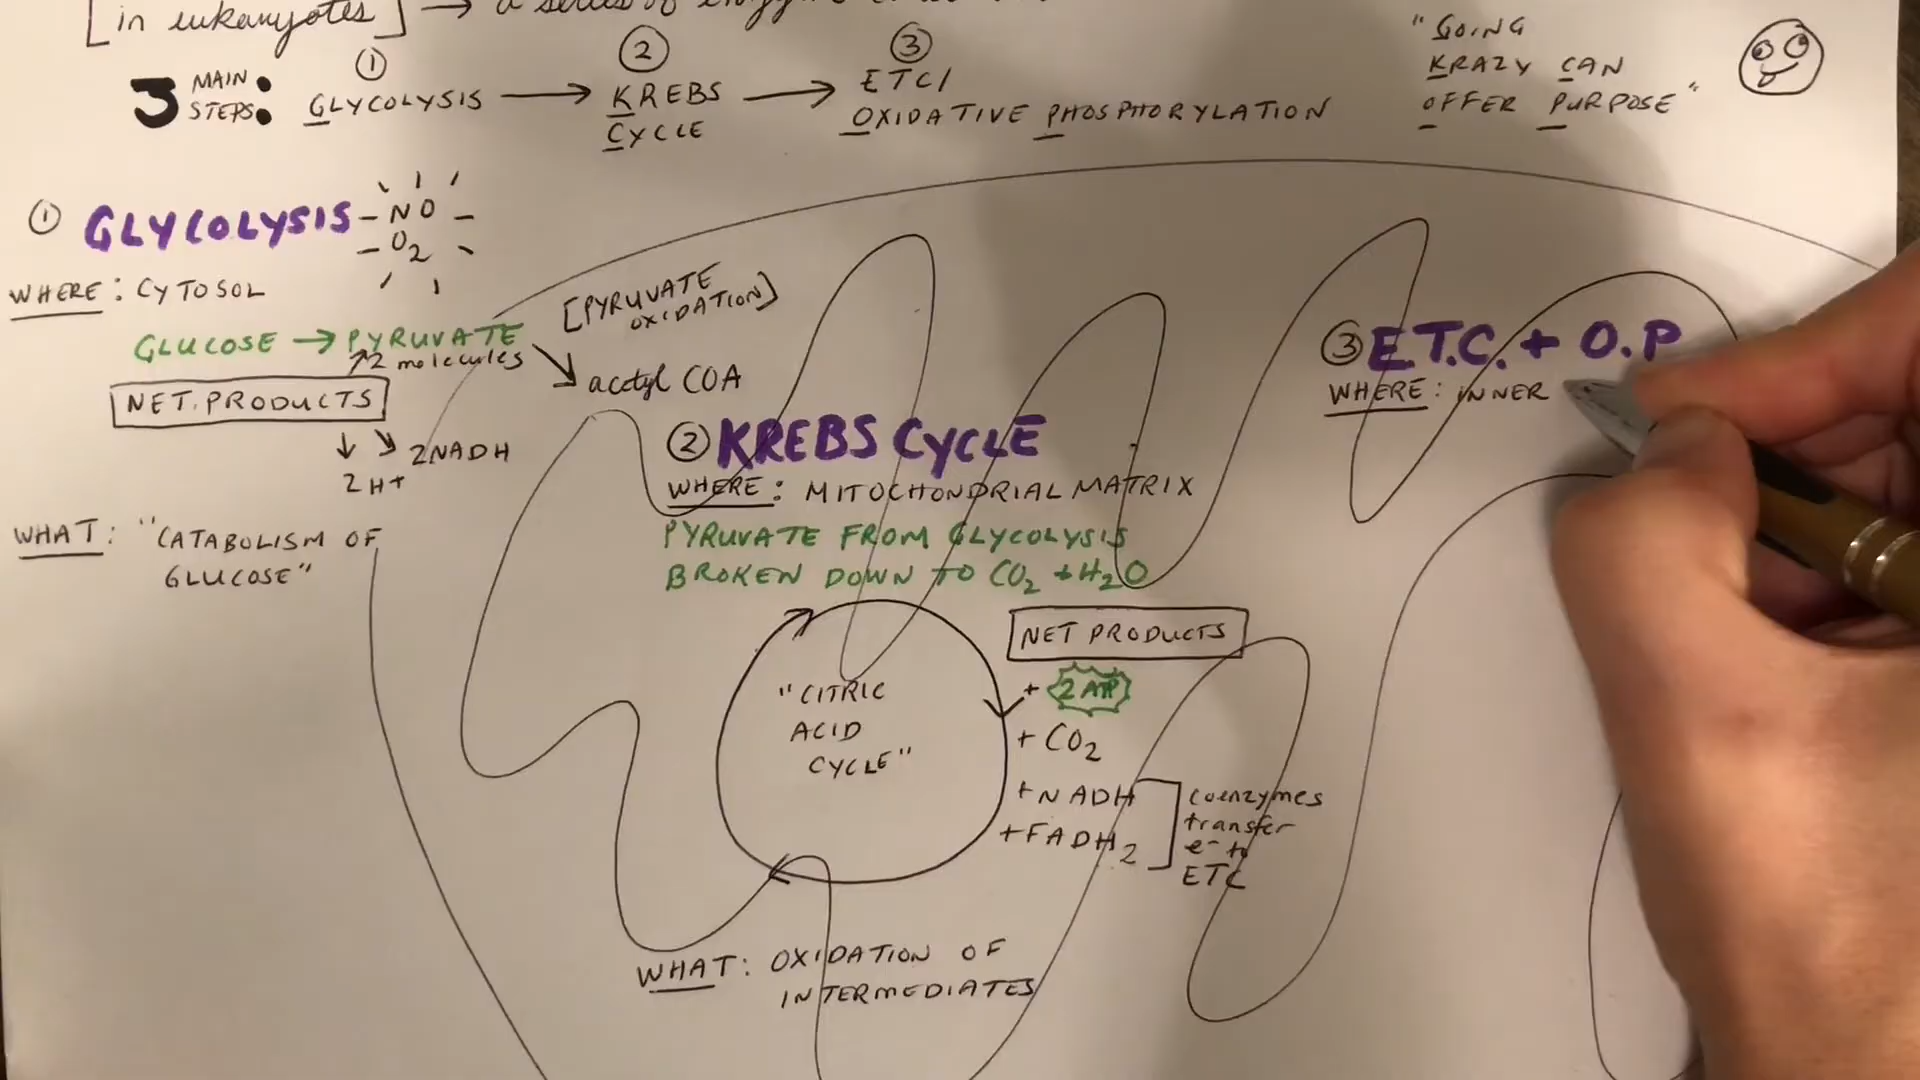 [in eukaryotes] → a series of
3 MAIN STEPS:
① GLYCOLYSIS → ② KREBS CYCLE → ③ ETC/ OXIDATIVE PHOSPHORYLATION
"GOING
KRAZY CAN
OFFER PURPOSE"
① GLYCOLYSIS
NO
O2
WHERE: CYTOSOL
GLUCOSE → PYRUVATE
2 molecules
[PYRUVATE
OXIDATION]
acetyl COA
NET PRODUCTS
2NADH
2 H+
WHAT: "CATABOLISM OF
GLUCOSE"
② KREBS CYCLE
WHERE: MITOCHONDRIAL MATRIX
PYRUVATE FROM GLYCOLYSIS
BROKEN DOWN TO CO2 + H2O
"CITRIC
ACID
CYCLE"
NET PRODUCTS
+ 2 ATP
+ CO2
+ NADH
+ FADH2
coenzymes
transfer
e- to
ETC
WHAT: OXIDATION OF
INTERMEDIATES
③ E.T.C. + O.P
WHERE: INNER